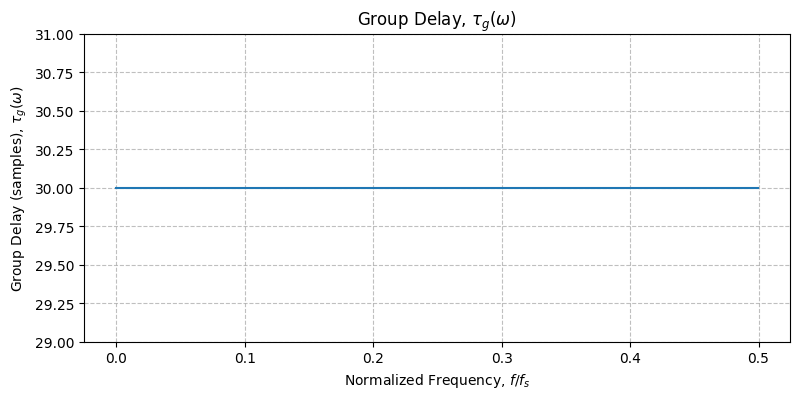 Group Delay, τg(ω)
Group Delay (samples), τg(ω)
31.00
30.75
30.50
30.25
30.00
29.75
29.50
29.25
29.00
0.0 0.1 0.2 0.3 0.4 0.5
Normalized Frequency, f/fs